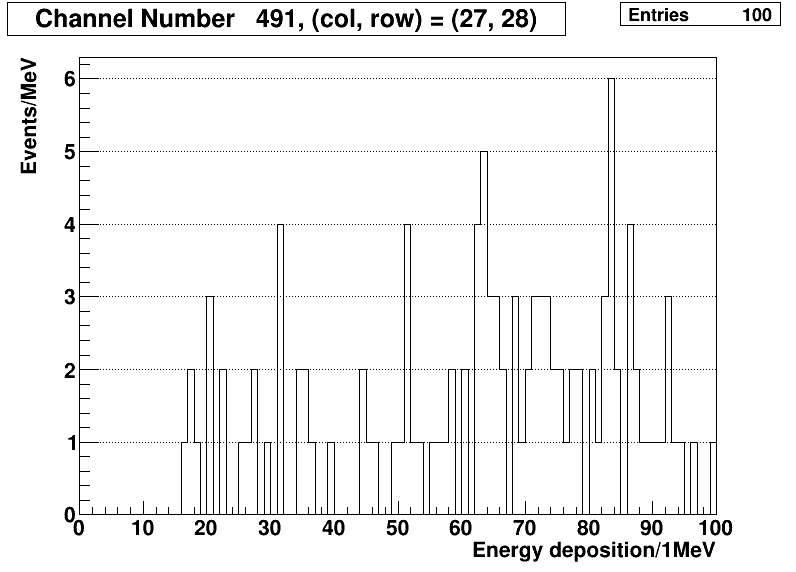 Channel Number 491, (col, row) = (27, 28)
Entries 100
Events/MeV
6
5
4
3
2
1
0
0 10 20 30 40 50 60 70 80 90 100
Energy deposition/1MeV